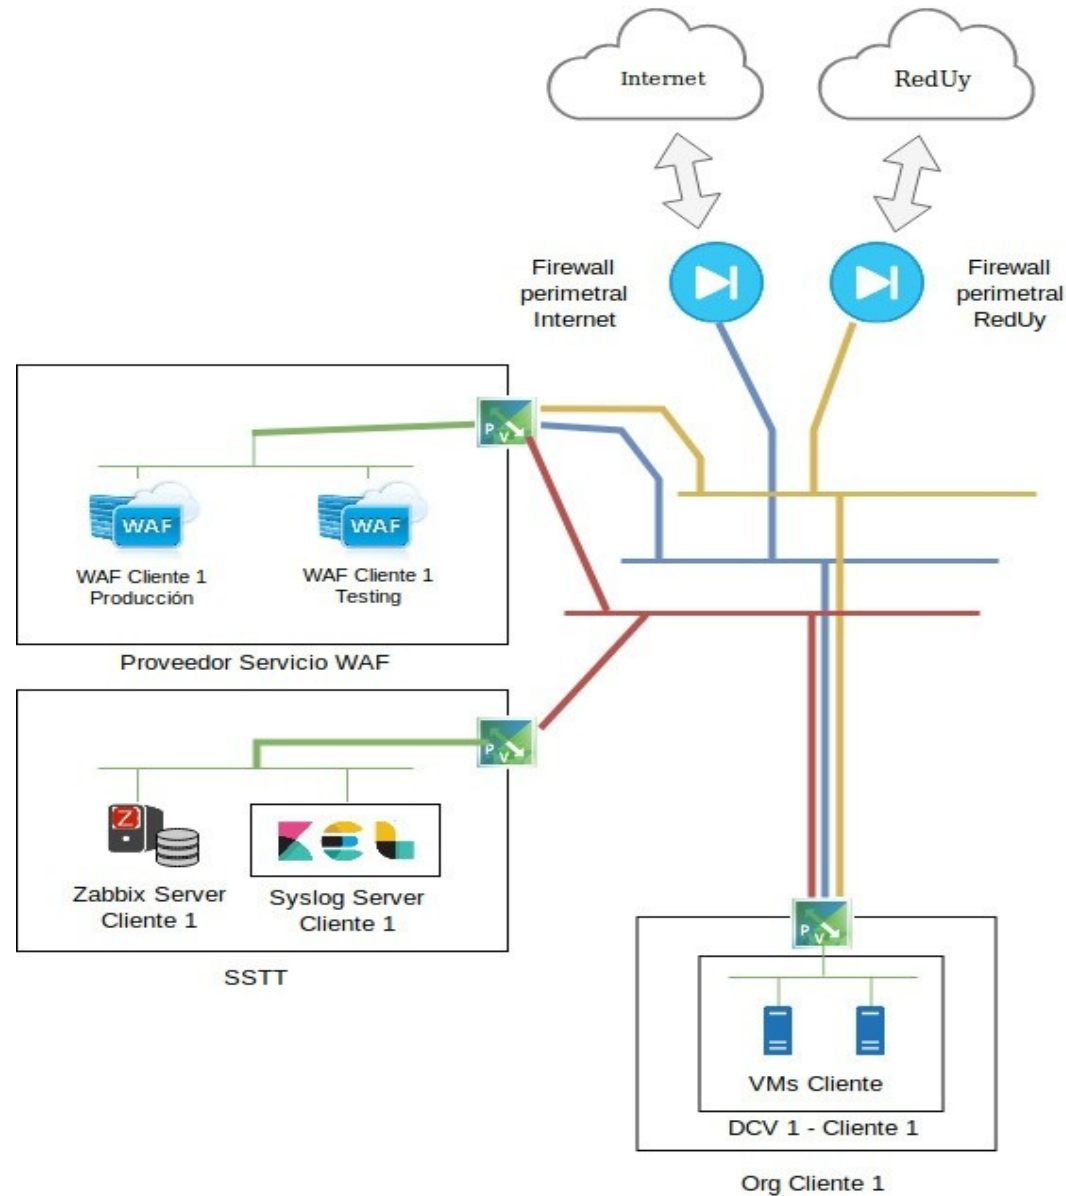 Internet
RedUy
Firewall
perimetral
Internet
Firewall
perimetral
RedUy
P
V
WAF
WAF
WAF Cliente 1
Producción
WAF Cliente 1
Testing
Proveedor Servicio WAF
P
V
Z
Zabbix Server
Cliente 1
Syslog Server
Cliente 1
SSTT
P
V
VMs Cliente
DCV 1 - Cliente 1
Org Cliente 1